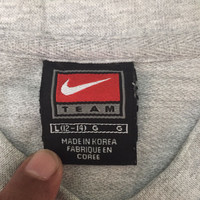 TEAM
L(12-14) G G
MADE IN KOREA
FABRIQUE EN
COREE